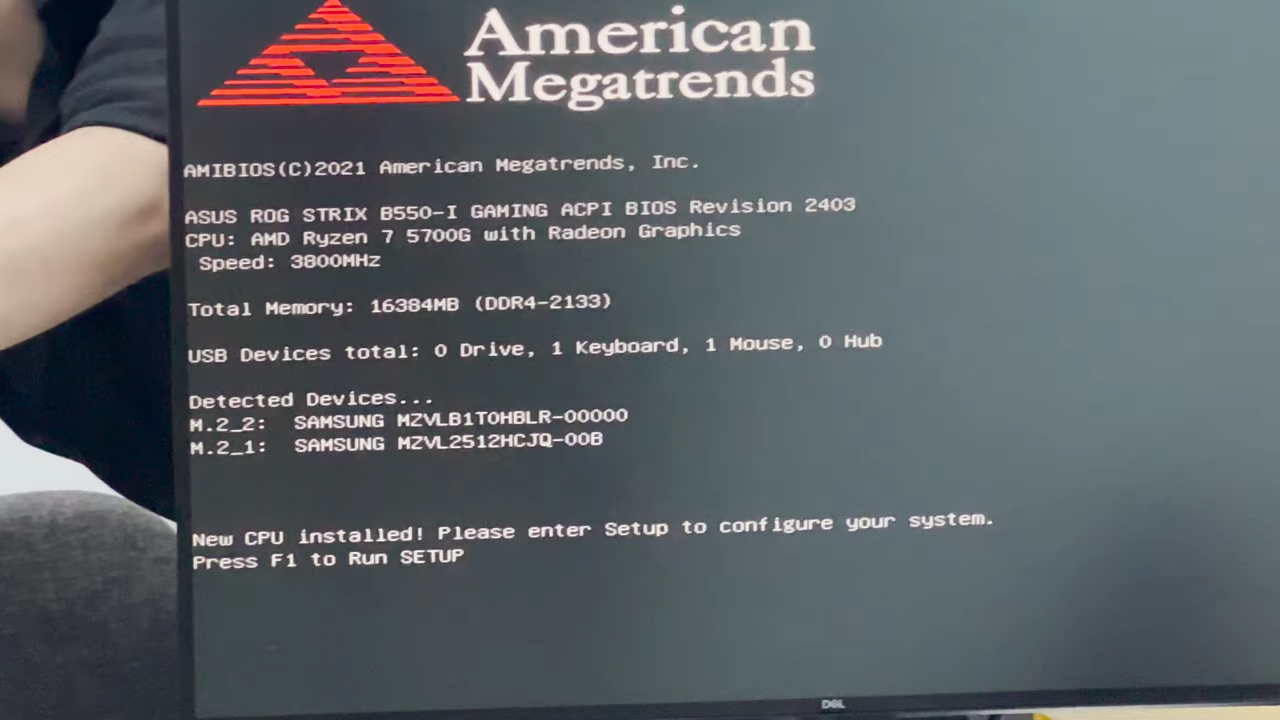 American
Megatrends
AMIBIOS(C)2021 American Megatrends, Inc.
ASUS ROG STRIX B550-I GAMING ACPI BIOS Revision 2403
CPU: AMD Ryzen 7 5700G with Radeon Graphics
Speed: 3800MHz
Total Memory: 16384MB (DDR4-2133)
USB Devices total: 0 Drive, 1 Keyboard, 1 Mouse, 0 Hub
Detected Devices...
M.2_2: SAMSUNG MZVLB1T0HBLR-00000
M.2_1: SAMSUNG MZVL2512HCJQ-00B
New CPU installed! Please enter Setup to configure your system.
Press F1 to Run SETUP
DELL